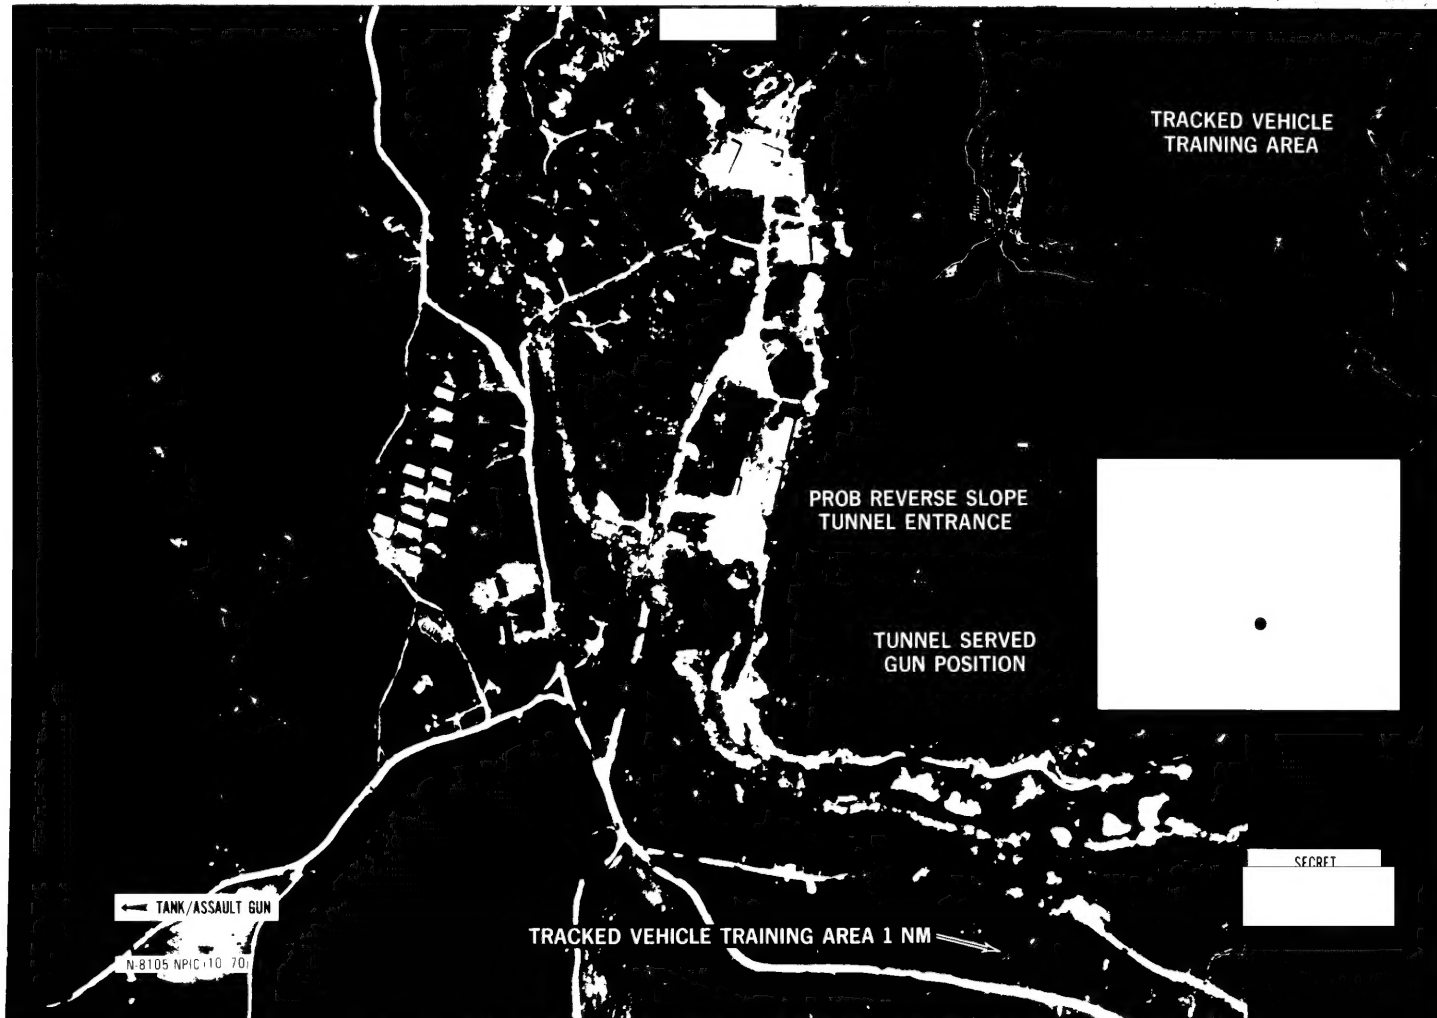 TRACKED VEHICLE
TRAINING AREA
PROB REVERSE SLOPE
TUNNEL ENTRANCE
TUNNEL SERVED
GUN POSITION
SECRET
TANK/ASSAULT GUN
TRACKED VEHICLE TRAINING AREA 1 NM
N-8105 NPIC (10 70)